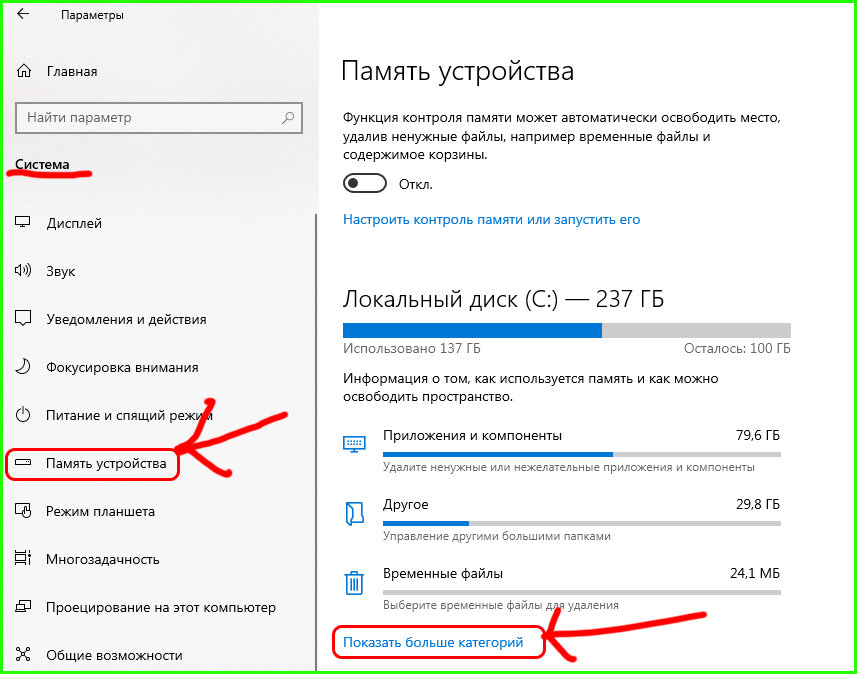 Параметры
Главная
Найти параметр
Система
Дисплей
Звук
Уведомления и действия
Фокусировка внимания
Питание и спящий режим
Память устройства
Режим планшета
Многозадачность
Проецирование на этот компьютер
Общие возможности
Память устройства
Функция контроля памяти может автоматически освободить место,
удалив ненужные файлы, например временные файлы и
содержимое корзины.
Откл.
Настроить контроль памяти или запустить его
Локальный диск (C:) — 237 ГБ
Использовано 137 ГБ Осталось: 100 ГБ
Информация о том, как используется память и как можно
освободить пространство.
Приложения и компоненты 79,6 ГБ
Удалите ненужные или нежелательные приложения и компоненты
Другое 29,8 ГБ
Управление другими большими папками
Временные файлы 24,1 МБ
Выберите временные файлы для удаления
Показать больше категорий